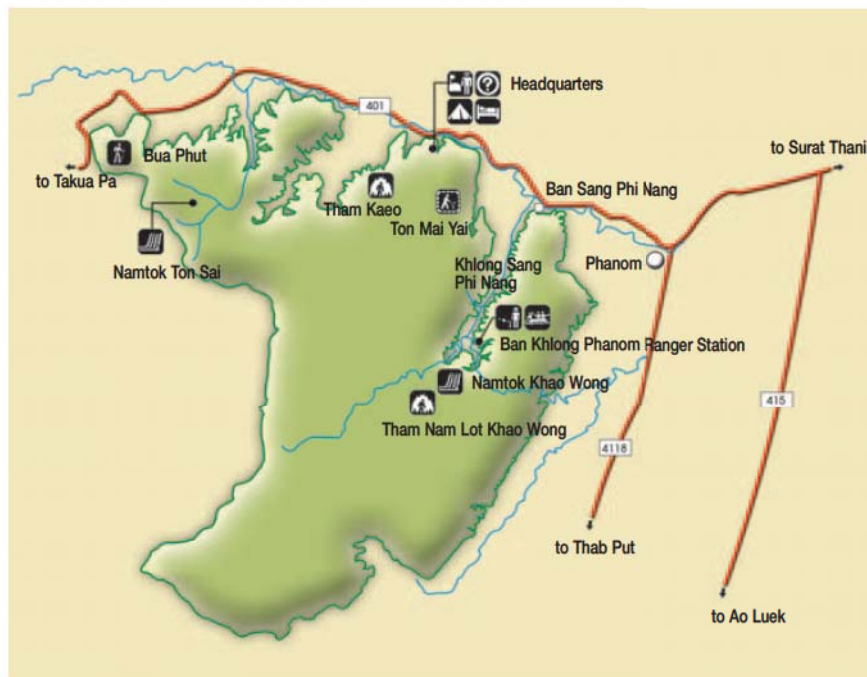 Headquarters
401
to Surat Thani
Bua Phut
to Takua Pa
Tham Kaeo
Ban Sang Phi Nang
Ton Mai Yai
Namtok Ton Sai
Khlong Sang
Phi Nang
Phanom
Ban Khlong Phanom Ranger Station
Namtok Khao Wong
Tham Nam Lot Khao Wong
415
4118
to Thab Put
to Ao Luek